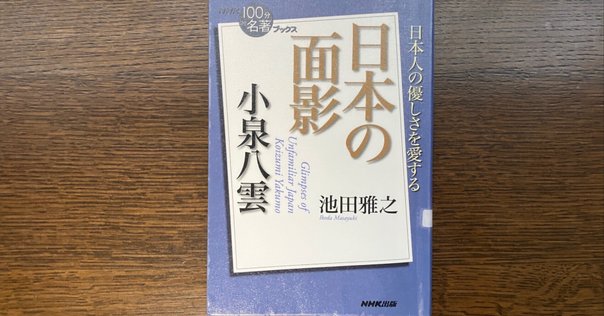 100分
名著
ブックス
日本人の優しさを愛する
日本の
面影
小泉八雲
Glimpses of
Unfamiliar Japan
Koizumi Yakumo
池田雅之
Ikeda Masayuki
NHK出版